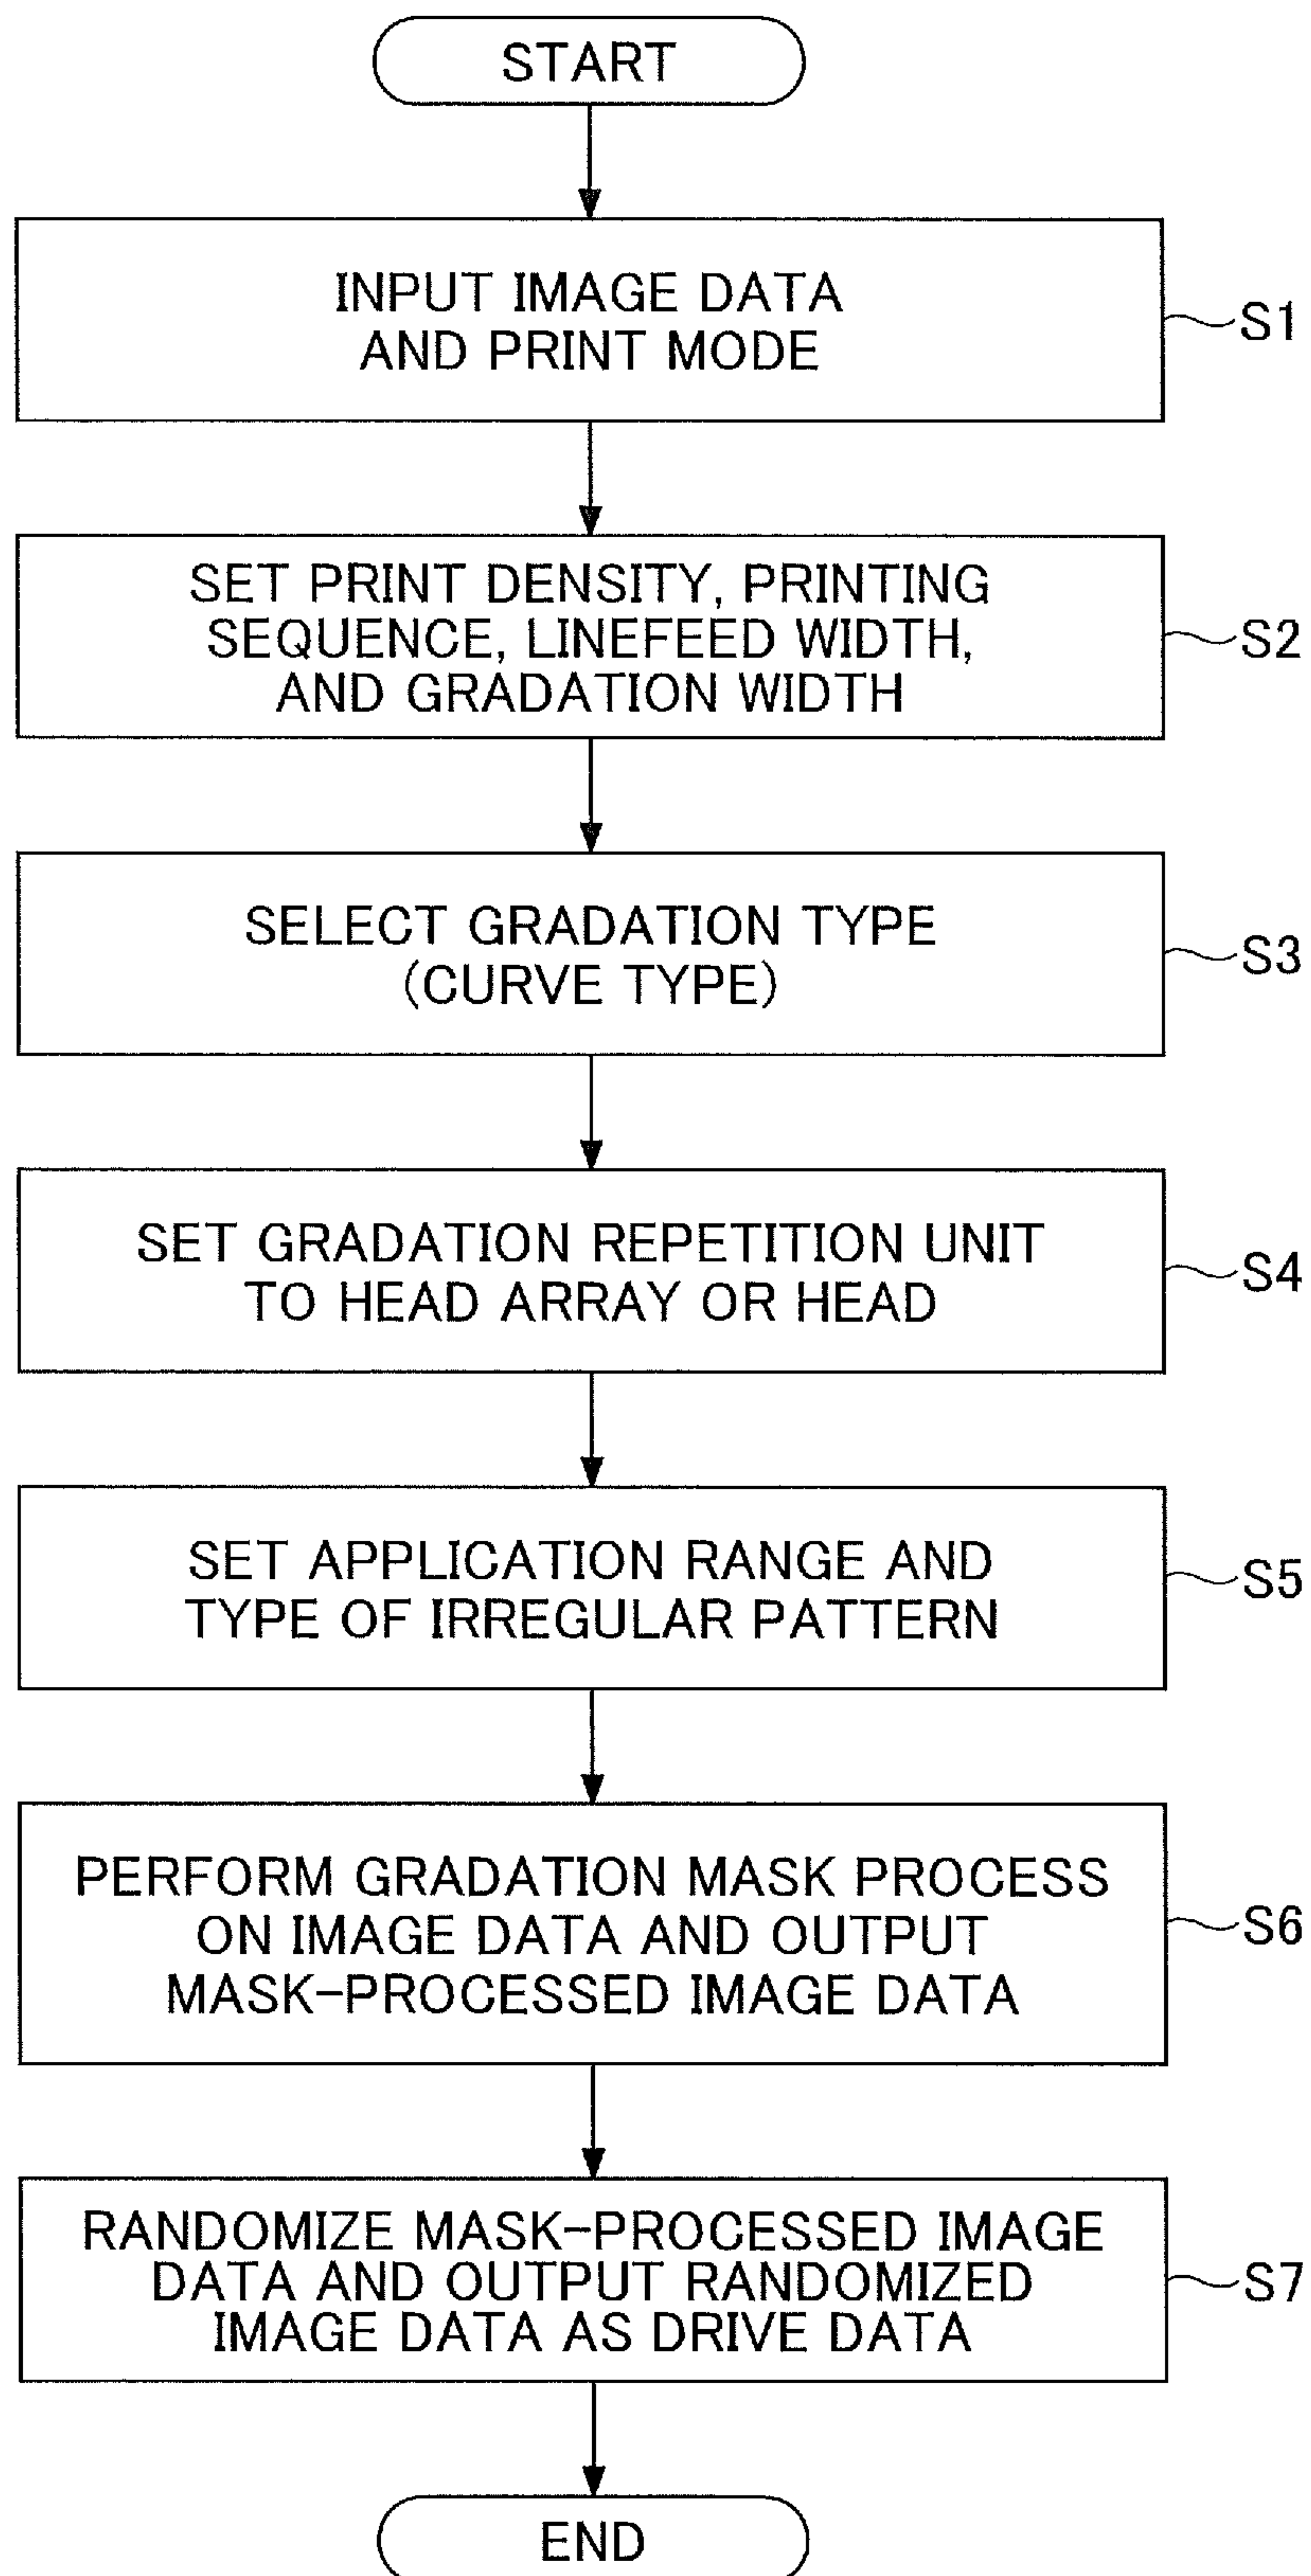 START
INPUT IMAGE DATA
AND PRINT MODE
S1
SET PRINT DENSITY, PRINTING
SEQUENCE, LINEFEED WIDTH,
AND GRADATION WIDTH
S2
SELECT GRADATION TYPE
(CURVE TYPE)
S3
SET GRADATION REPETITION UNIT
TO HEAD ARRAY OR HEAD
S4
SET APPLICATION RANGE AND
TYPE OF IRREGULAR PATTERN
S5
PERFORM GRADATION MASK PROCESS
ON IMAGE DATA AND OUTPUT
MASK-PROCESSED IMAGE DATA
S6
RANDOMIZE MASK-PROCESSED IMAGE
DATA AND OUTPUT RANDOMIZED
IMAGE DATA AS DRIVE DATA
S7
END